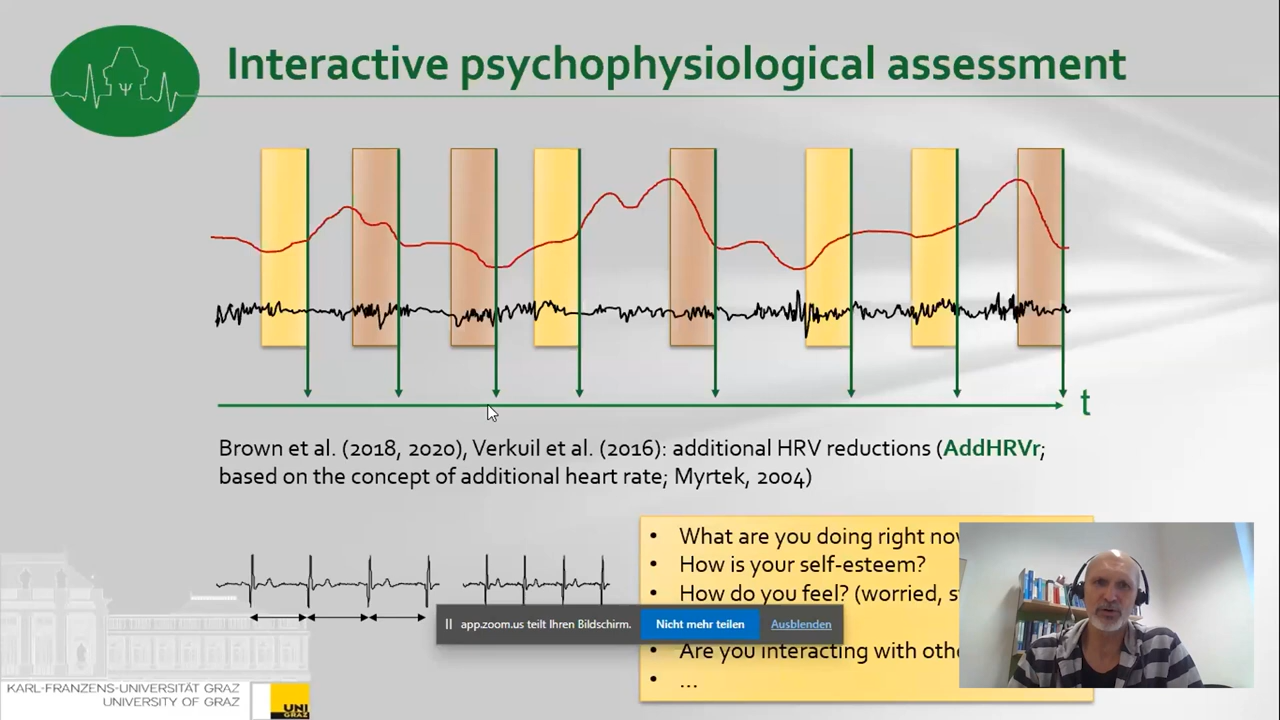 Interactive psychophysiological assessment
ψ
t
Brown et al. (2018, 2020), Verkuil et al. (2016): additional HRV reductions (AddHRVr;
based on the concept of additional heart rate; Myrtek, 2004)
• What are you doing right
• How is your self-esteem?
• How do you feel? (worried,
app.zoom.us teilt Ihren Bildschirm.
Nicht mehr teilen
Ausblenden
Are you interacting with
• ...
KARL-FRANZENS-UNIVERSITÄT GRAZ
UNIVERSITY OF GRAZ
UNI
GRAZ